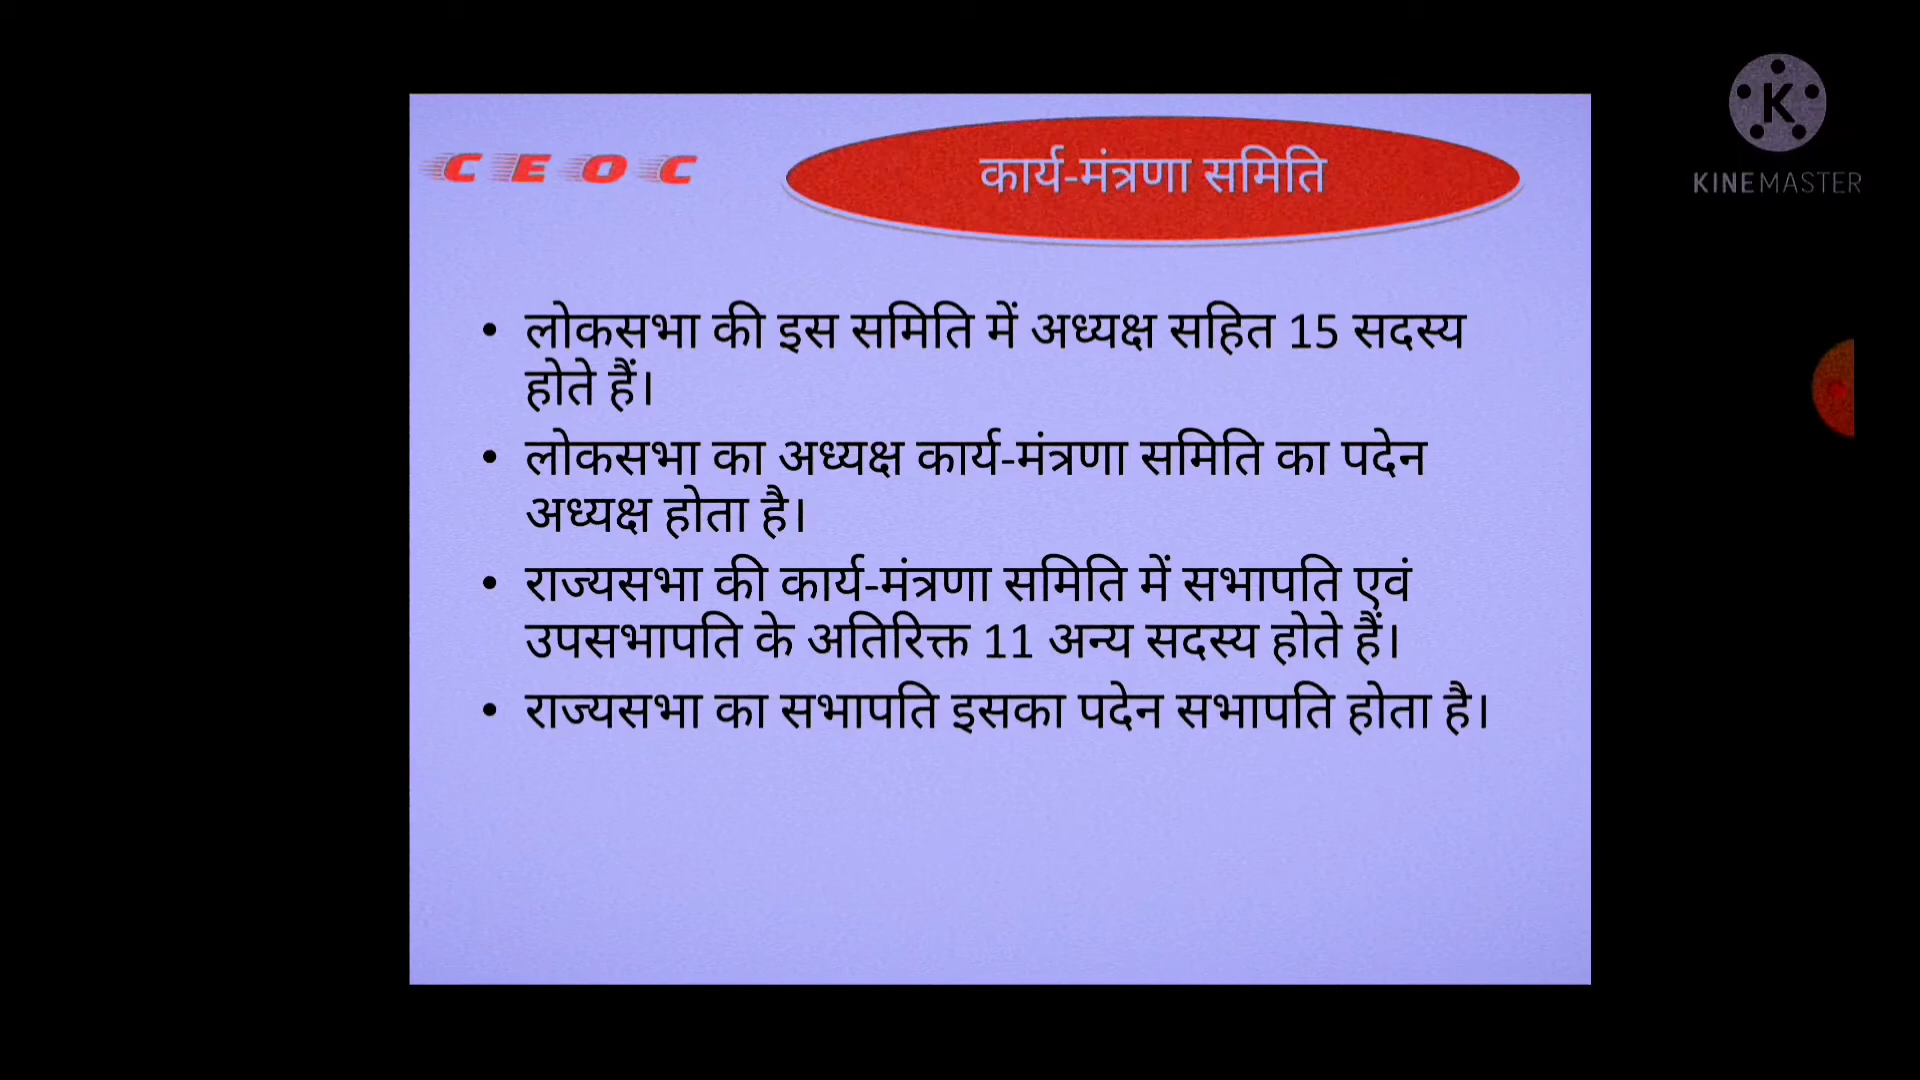 C E O C
कार्य-मंत्रणा समिति
K
KINEMASTER
• लोकसभा की इस समिति में अध्यक्ष सहित 15 सदस्य
होते हैं।
• लोकसभा का अध्यक्ष कार्य-मंत्रणा समिति का पदेन
अध्यक्ष होता है।
• राज्यसभा की कार्य-मंत्रणा समिति में सभापति एवं
उपसभापति के अतिरिक्त 11 अन्य सदस्य होते हैं।
• राज्यसभा का सभापति इसका पदेन सभापति होता है।